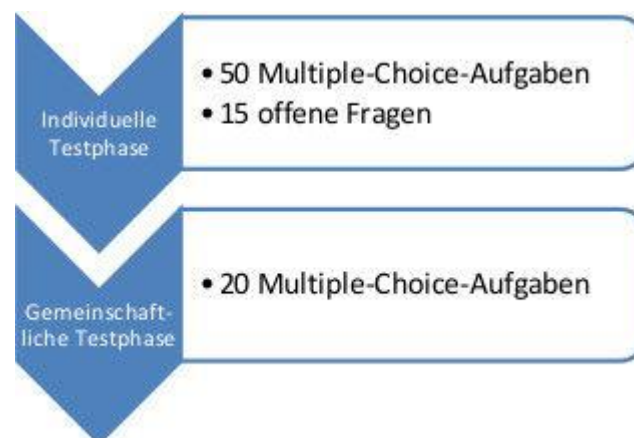 Individuelle
Testphase
• 50 Multiple-Choice-Aufgaben
• 15 offene Fragen
Gemeinschaft-
liche Testphase
• 20 Multiple-Choice-Aufgaben